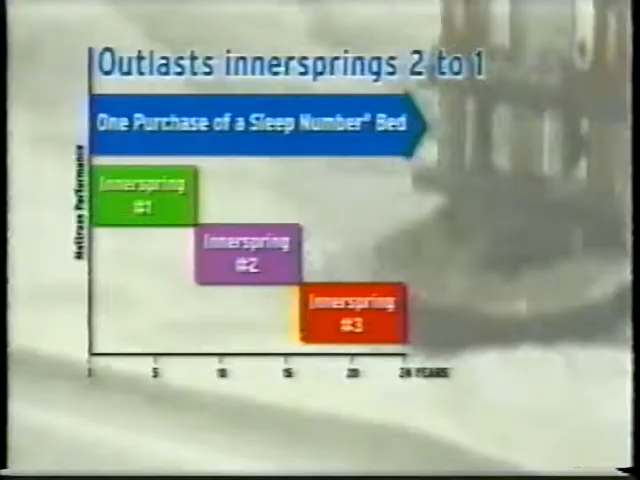 Outlasts innersprings 2 to 1
One Purchase of a Sleep Number® Bed
Mattress Performance
Innerspring
#1
Innerspring
#2
Innerspring
#3
1 5 10 15 20 24 YEARS